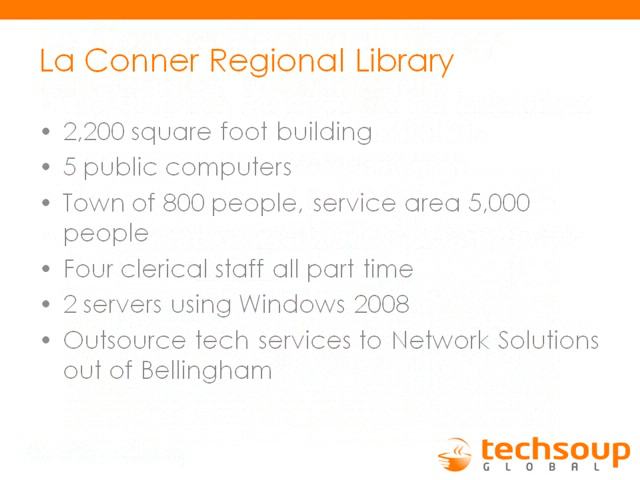 La Conner Regional Library
• 2,200 square foot building
• 5 public computers
• Town of 800 people, service area 5,000
people
• Four clerical staff all part time
• 2 servers using Windows 2008
• Outsource tech services to Network Solutions
out of Bellingham
techsoup
GLOBAL